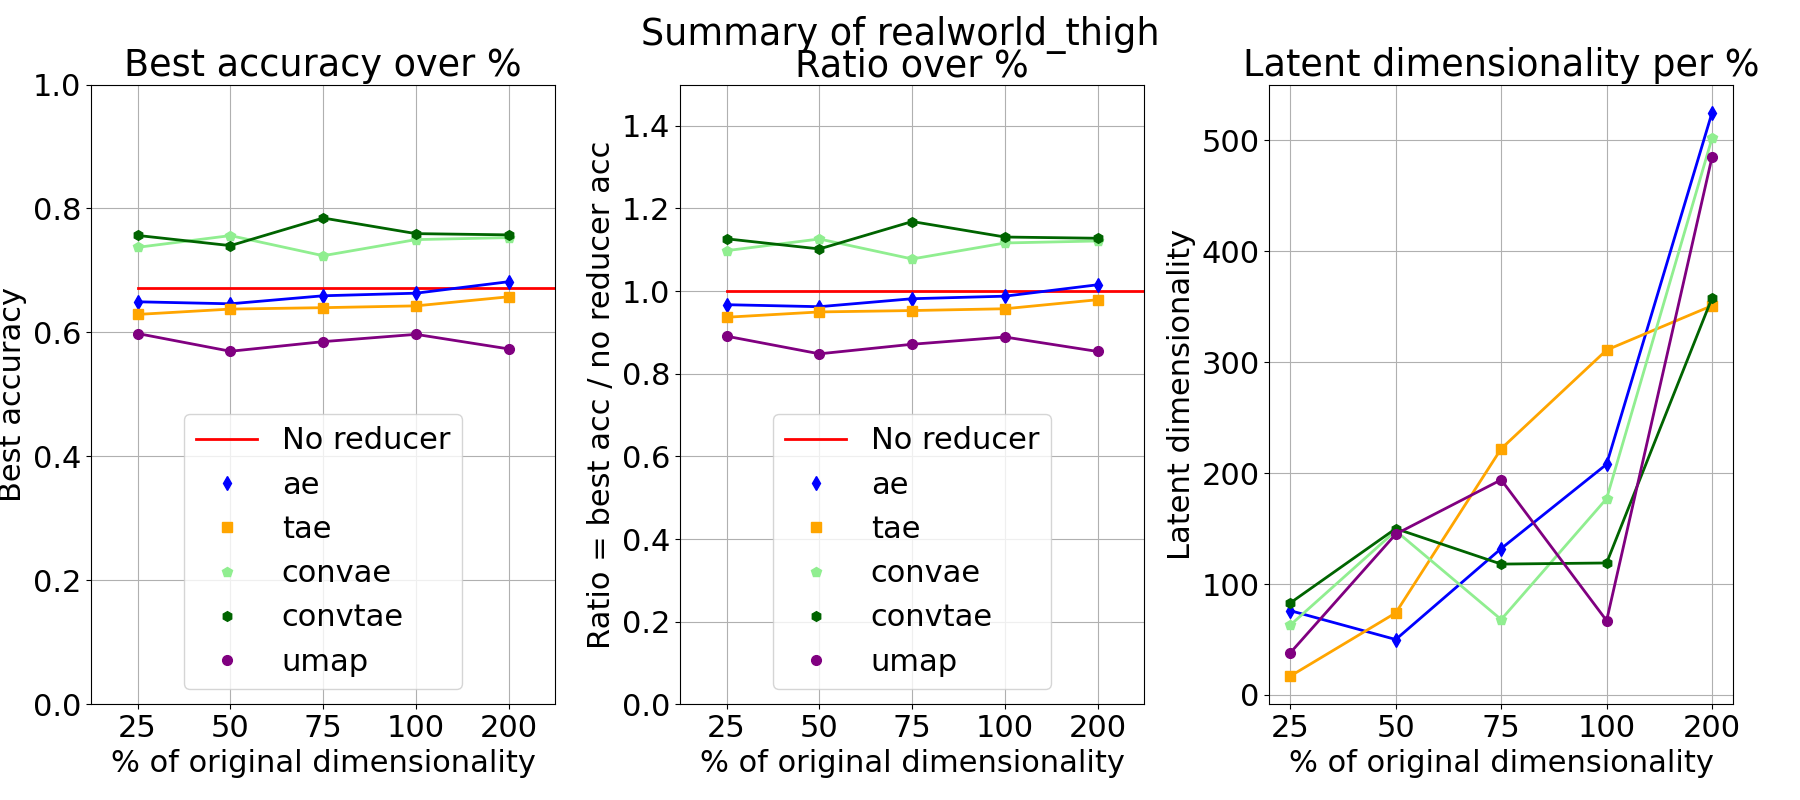 Summary of realworld_thigh
Best accuracy over %
Best accuracy
1.0
0.8
0.6
0.4
0.2
0.0
No reducer
ae
tae
convae
convtae
umap
25 50 75 100 200
% of original dimensionality
Ratio over %
Ratio = best acc / no reducer acc
1.4
1.2
1.0
0.8
0.6
0.4
0.2
0.0
No reducer
ae
tae
convae
convtae
umap
25 50 75 100 200
% of original dimensionality
Latent dimensionality per %
Latent dimensionality
500
400
300
200
100
0
25 50 75 100 200
% of original dimensionality